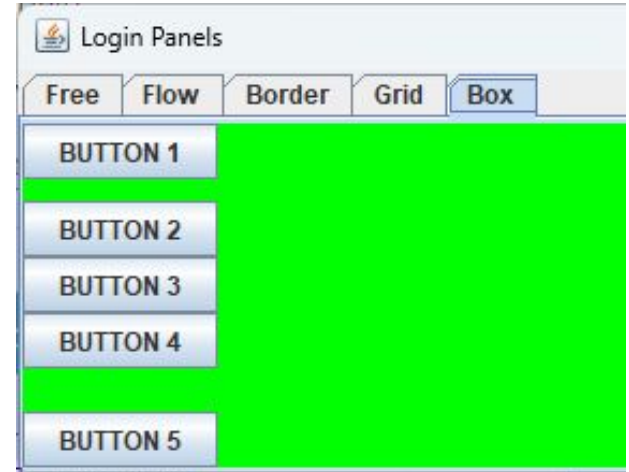 Login Panels
Free Flow Border Grid Box
BUTTON 1
BUTTON 2
BUTTON 3
BUTTON 4
BUTTON 5